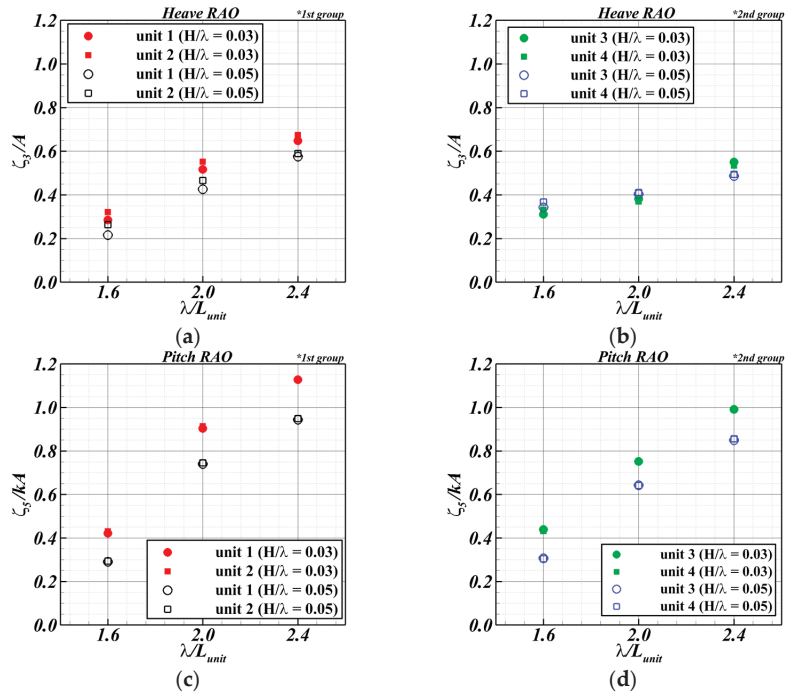 Heave RAO *1st group
1.2
unit 1 (H/λ = 0.03)
unit 2 (H/λ = 0.03)
unit 1 (H/λ = 0.05)
unit 2 (H/λ = 0.05)
1.0
0.8
0.6
0.4
0.2
0.0
ζ3/A
1.6 2.0 2.4
λ/Lunit
(a)
Heave RAO *2nd group
1.2
unit 3 (H/λ = 0.03)
unit 4 (H/λ = 0.03)
unit 3 (H/λ = 0.05)
unit 4 (H/λ = 0.05)
1.0
0.8
0.6
0.4
0.2
0.0
ζ3/A
1.6 2.0 2.4
λ/Lunit
(b)
Pitch RAO *1st group
1.2
1.0
0.8
0.6
0.4
0.2
0.0
ζ5/kA
unit 1 (H/λ = 0.03)
unit 2 (H/λ = 0.03)
unit 1 (H/λ = 0.05)
unit 2 (H/λ = 0.05)
1.6 2.0 2.4
λ/Lunit
(c)
Pitch RAO *2nd group
1.2
1.0
0.8
0.6
0.4
0.2
0.0
ζ5/kA
unit 3 (H/λ = 0.03)
unit 4 (H/λ = 0.03)
unit 3 (H/λ = 0.05)
unit 4 (H/λ = 0.05)
1.6 2.0 2.4
λ/Lunit
(d)